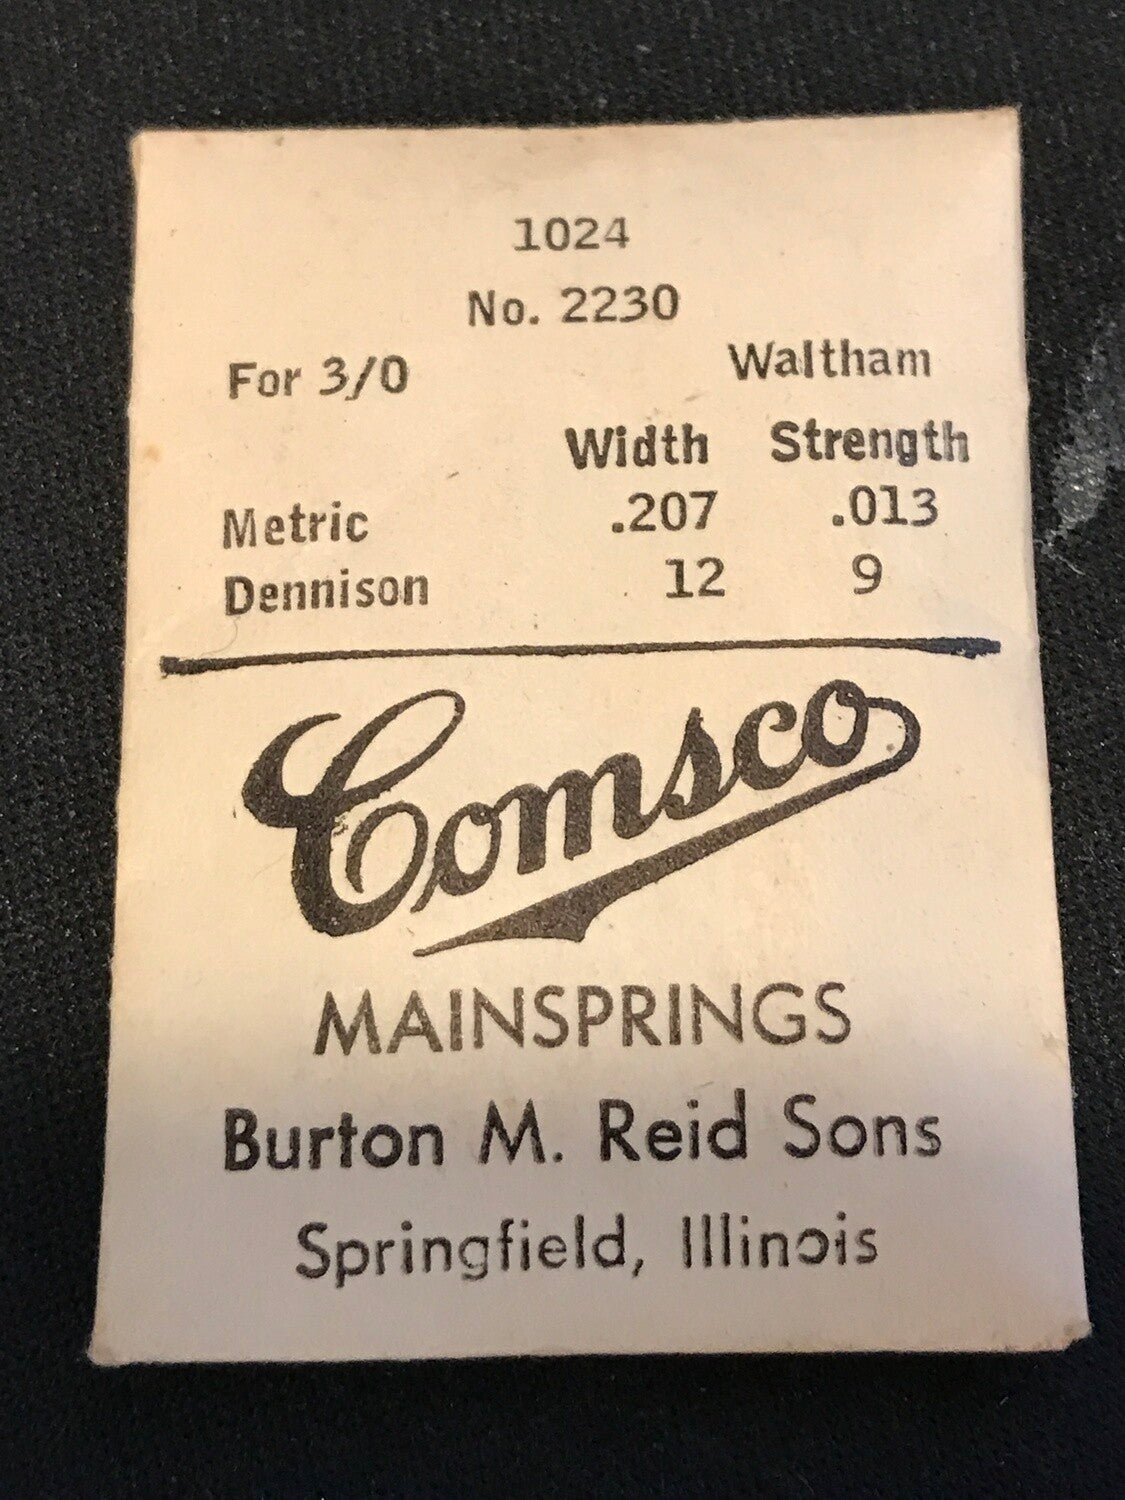 1024
No. 2230
For 3/0 Waltham
Width Strength
Metric .207 .013
Dennison 12 9
Comsco
MAINSPRINGS
Burton M. Reid Sons
Springfield, Illinois